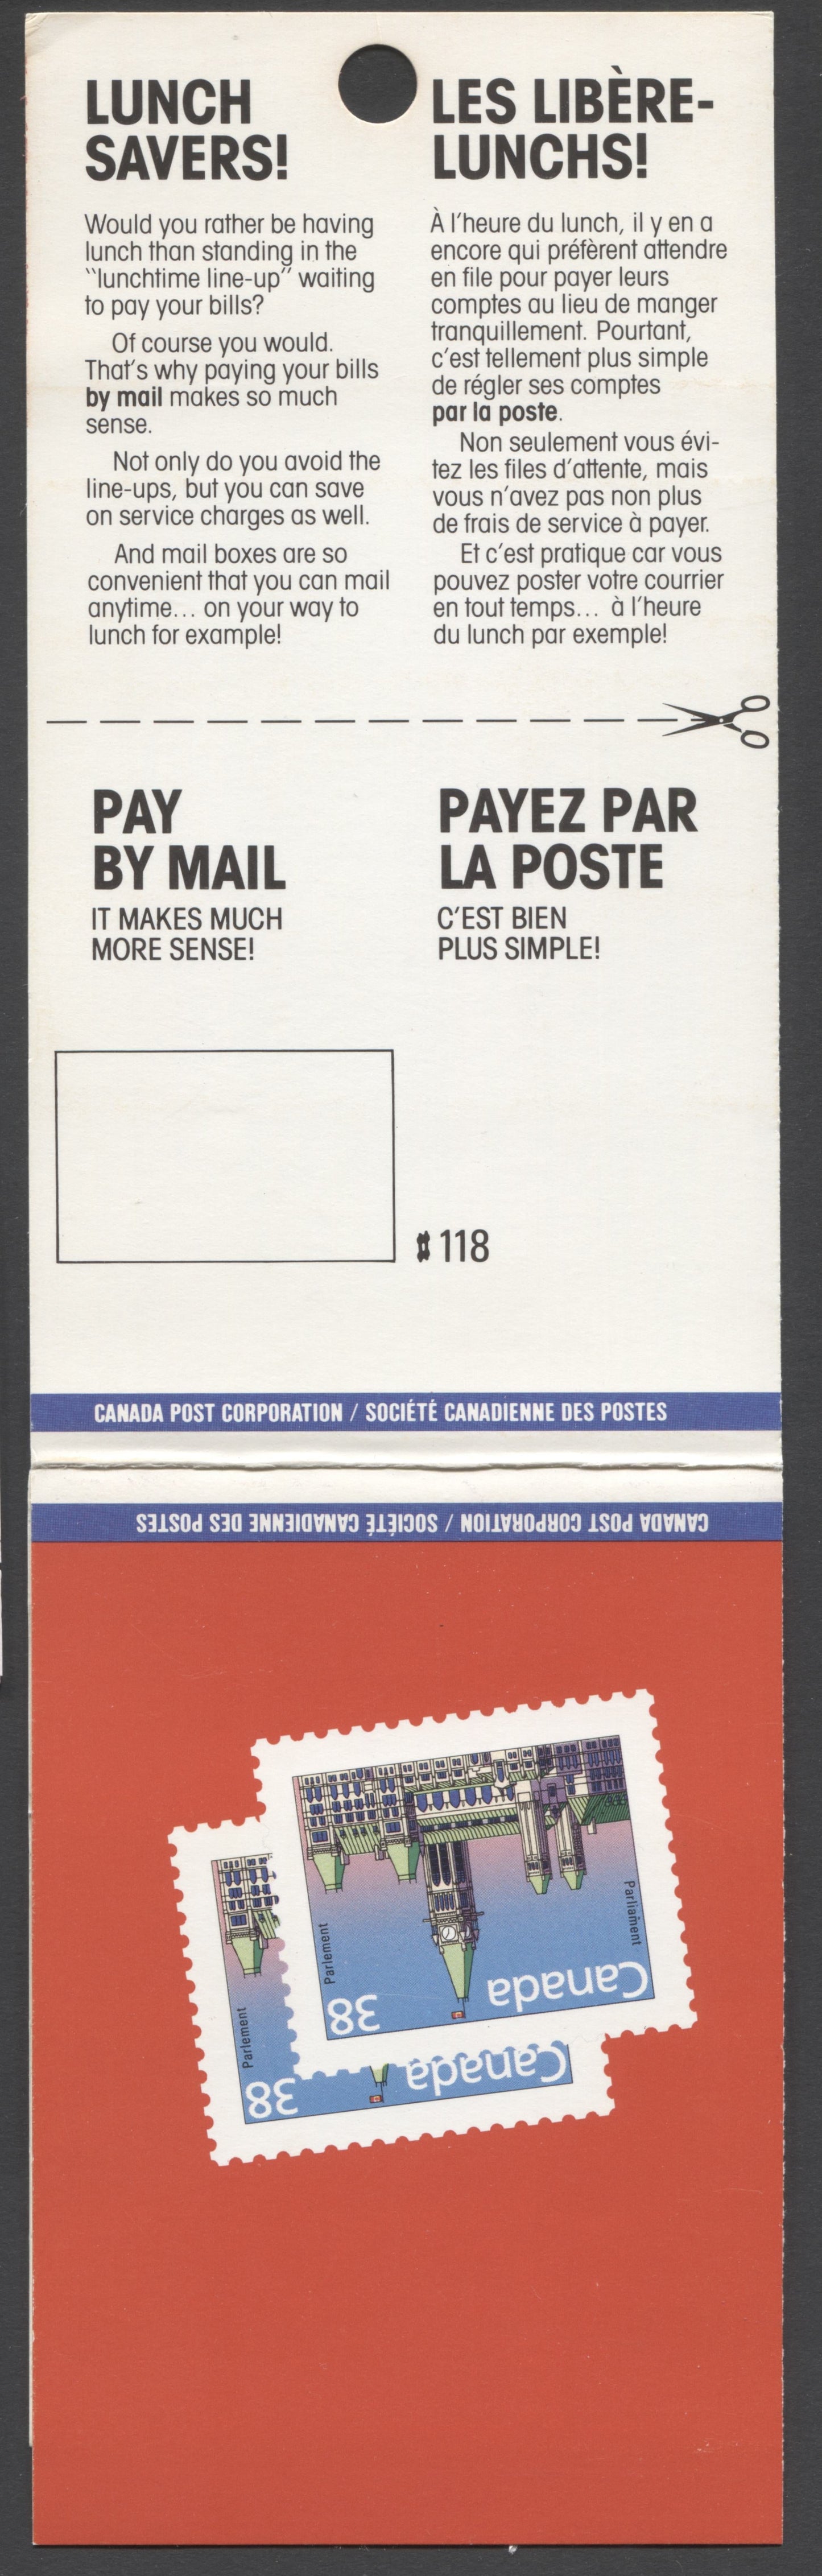 LUNCH
SAVERS!
Would you rather be having
lunch than standing in the
"lunchtime line-up" waiting
to pay your bills?
Of course you would.
That's why paying your bills
by mail makes so much
sense.
Not only do you avoid the
line-ups, but you can save
on service charges as well.
And mail boxes are so
convenient that you can mail
anytime... on your way to
lunch for example!
LES LIBÈRE-
LUNCHS!
À l'heure du lunch, il y en a
encore qui préfèrent attendre
en file pour payer leurs
comptes au lieu de manger
tranquillement. Pourtant,
c'est tellement plus simple
de régler ses comptes
par la poste.
Non seulement vous évi-
tez les files d'attente, mais
vous n'avez pas non plus
de frais de service à payer.
Et c'est pratique car vous
pouvez poster votre courrier
en tout temps... à l'heure
du lunch par exemple!
PAY
BY MAIL
IT MAKES MUCH
MORE SENSE!
PAYEZ PAR
LA POSTE
C'EST BIEN
PLUS SIMPLE!
# 118
CANADA POST CORPORATION / SOCIÉTÉ CANADIENNE DES POSTES
CANADA POST CORPORATION / SOCIÉTÉ CANADIENNE DES POSTES
Parliament
Parlement
Canada
38
Parlement
Canada
38